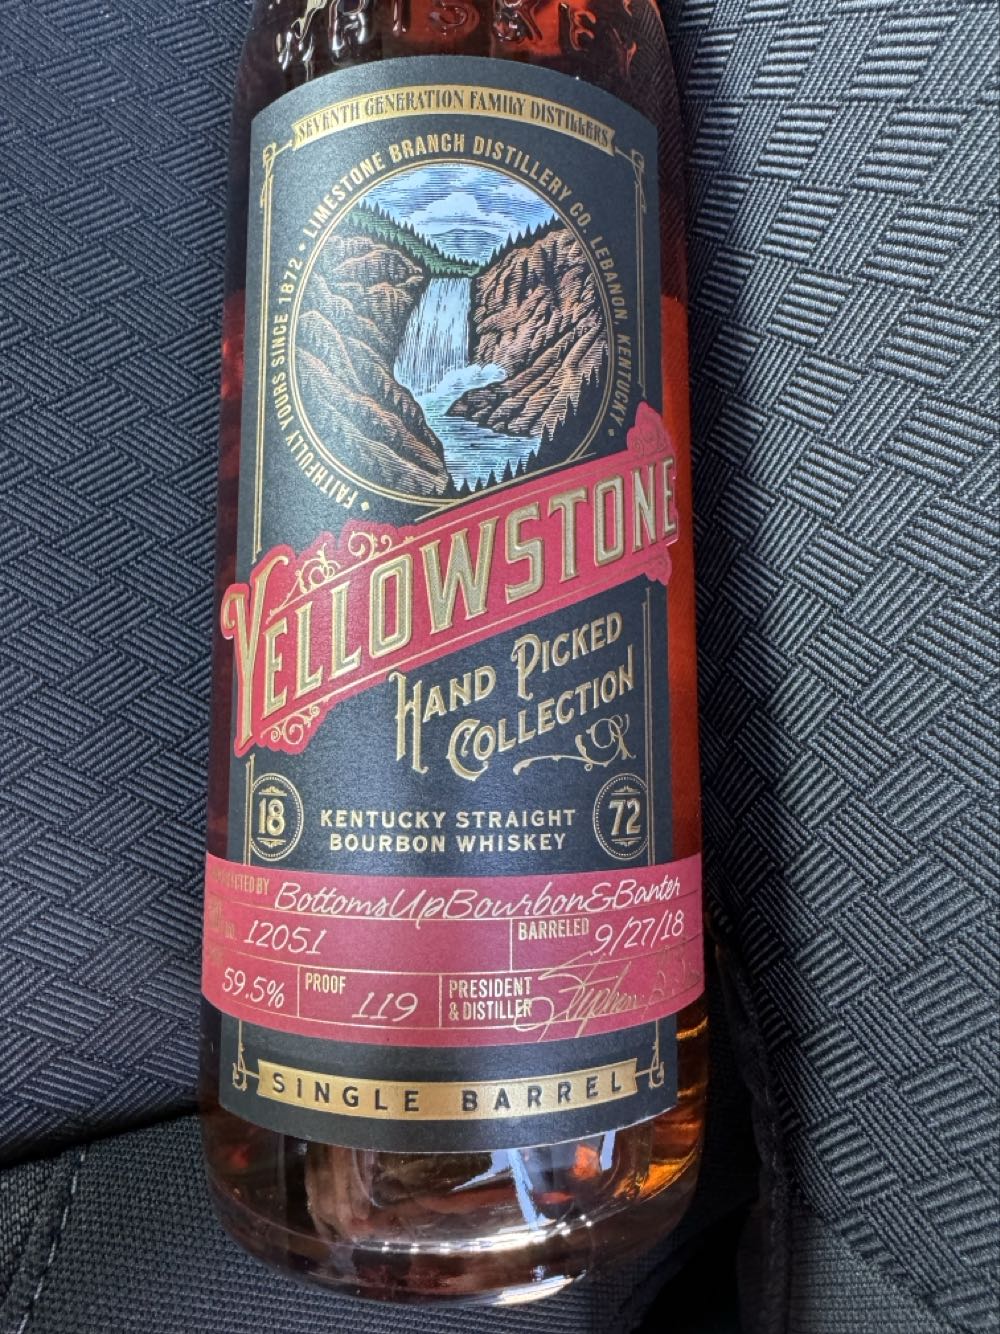 SEVENTH GENERATION FAMILY DISTILLERS
FAITHFULLY YOURS SINCE 1872 • LIMESTONE BRANCH DISTILLERY CO. LEBANON, KENTUCKY •
YELLOWSTONE
HAND PICKED
COLLECTION
18 72
KENTUCKY STRAIGHT
BOURBON WHISKEY
BY BottomsUpBourbon&Banter
12051 BARRELED 9/27/18
59.5% PROOF 119 PRESIDENT
& DISTILLER Stephen
SINGLE BARREL